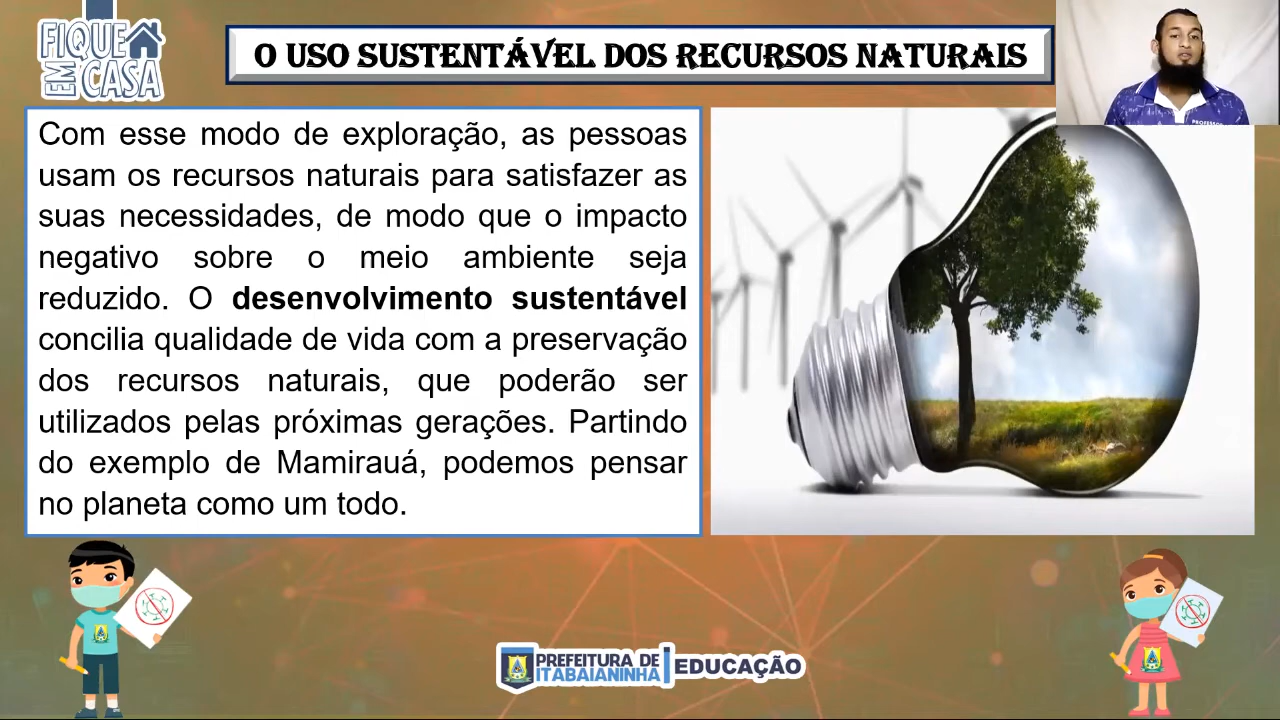 FIQUE
EM
CASA
O USO SUSTENTÁVEL DOS RECURSOS NATURAIS
PROFESSOR
Com esse modo de exploração, as pessoas
usam os recursos naturais para satisfazer as
suas necessidades, de modo que o impacto
negativo sobre o meio ambiente seja
reduzido. O desenvolvimento sustentável
concilia qualidade de vida com a preservação
dos recursos naturais, que poderão ser
utilizados pelas próximas gerações. Partindo
do exemplo de Mamirauá, podemos pensar
no planeta como um todo.
PREFEITURA DE
ITABAIANINHA
EDUCAÇÃO